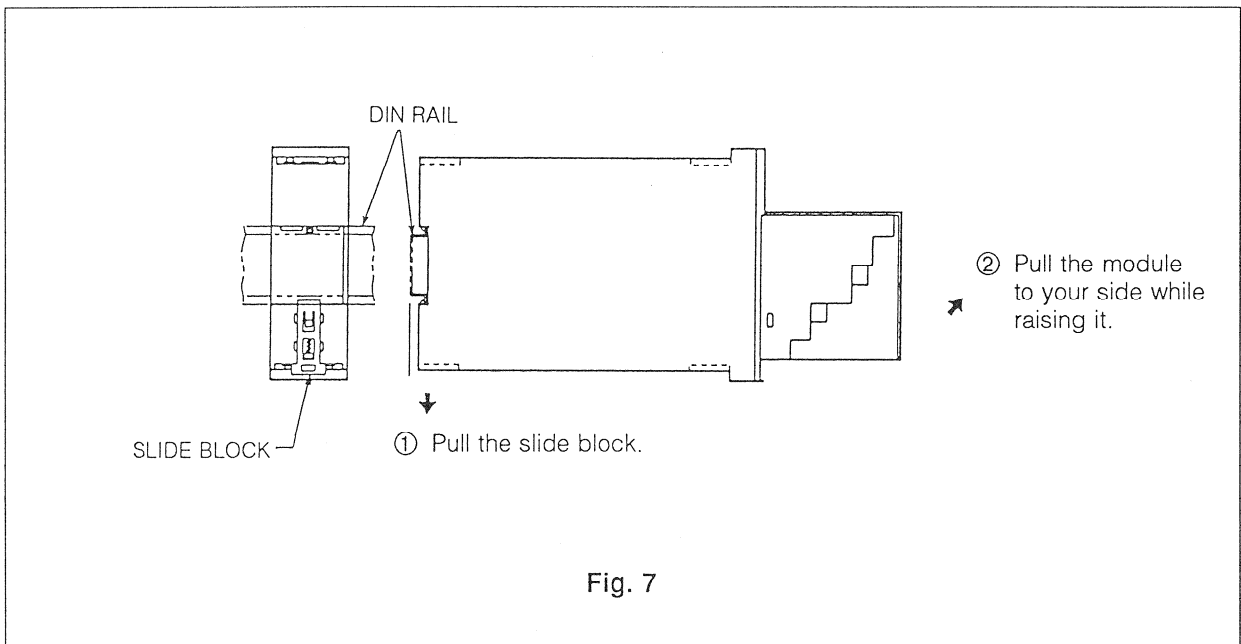 DIN RAIL
② Pull the module
to your side while
raising it.
SLIDE BLOCK
① Pull the slide block.
Fig. 7